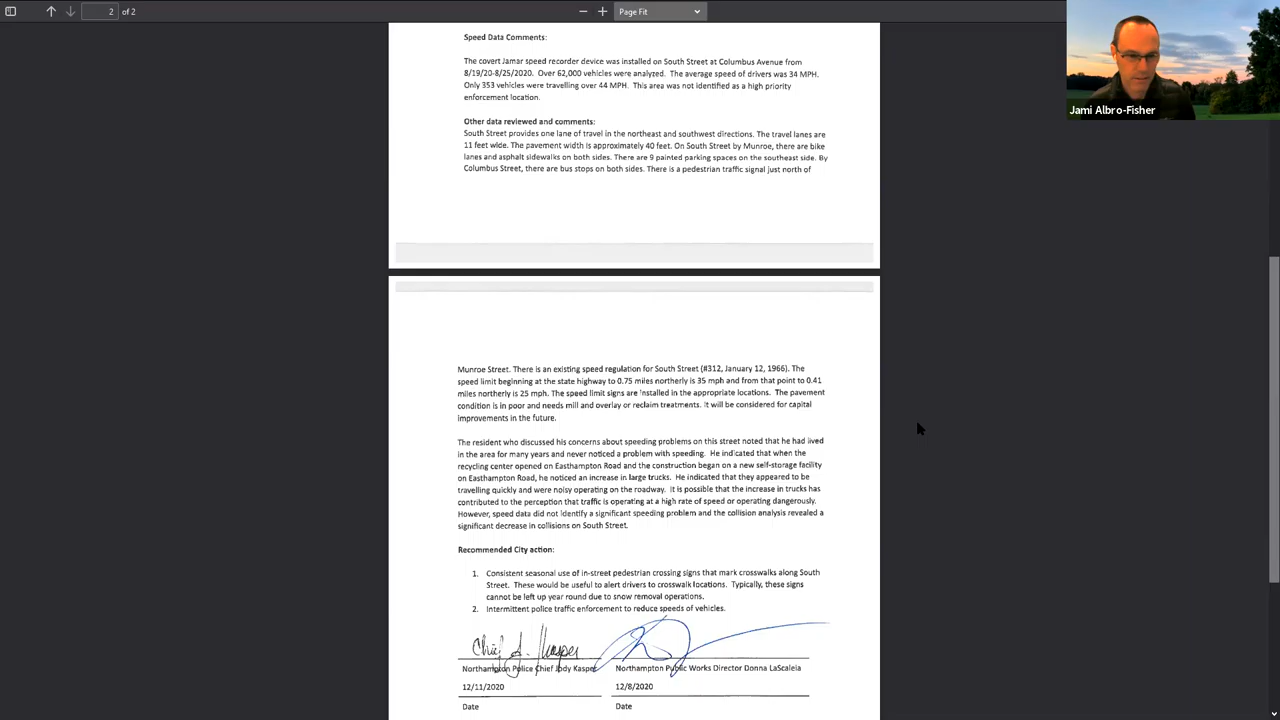 2 of 2
Page Fit
Jami Albro-Fisher
Speed Data Comments:
The covert Jamar speed recorder device was installed on South Street at Columbus Avenue from
8/19/20-8/25/2020. Over 62,000 vehicles were analyzed. The average speed of drivers was 34 MPH.
Only 353 vehicles were travelling over 44 MPH. This area was not identified as a high priority
enforcement location.
Other data reviewed and comments:
South Street provides one lane of travel in the northeast and southwest directions. The travel lanes are
11 feet wide. The pavement width is approximately 40 feet. On South Street by Munroe, there are bike
lanes and asphalt sidewalks on both sides. There are 9 painted parking spaces on the southeast side. By
Columbus Street, there are bus stops on both sides. There is a pedestrian traffic signal just north of
Munroe Street. There is an existing speed regulation for South Street (#312, January 12, 1966). The
speed limit beginning at the state highway to 0.75 miles northerly is 35 mph and from that point to 0.41
miles northerly is 25 mph. The speed limit signs are installed in the appropriate locations. The pavement
condition is in poor and needs mill and overlay or reclaim treatments. It will be considered for capital
improvements in the future.
The resident who discussed his concerns about speeding problems on this street noted that he had lived
in the area for many years and never noticed a problem with speeding. He indicated that when the
recycling center opened on Easthampton Road and the construction began on a new self-storage facility
on Easthampton Road, he noticed an increase in large trucks. He indicated that they appeared to be
travelling quickly and were noisy operating on the roadway. It is possible that the increase in trucks has
contributed to the perception that traffic is operating at a high rate of speed or operating dangerously.
However, speed data did not identify a significant speeding problem and the collision analysis revealed a
significant decrease in collisions on South Street.
Recommended City action:
1. Consistent seasonal use of in-street pedestrian crossing signs that mark crosswalks along South
Street. These would be useful to alert drivers to crosswalk locations. Typically, these signs
cannot be left up year round due to snow removal operations.
2. Intermittent police traffic enforcement to reduce speeds of vehicles.
Chief J. Kasper
Northampton Police Chief Jody Kasper Northampton Public Works Director Donna LaScaleia
12/11/2020 12/8/2020
Date Date